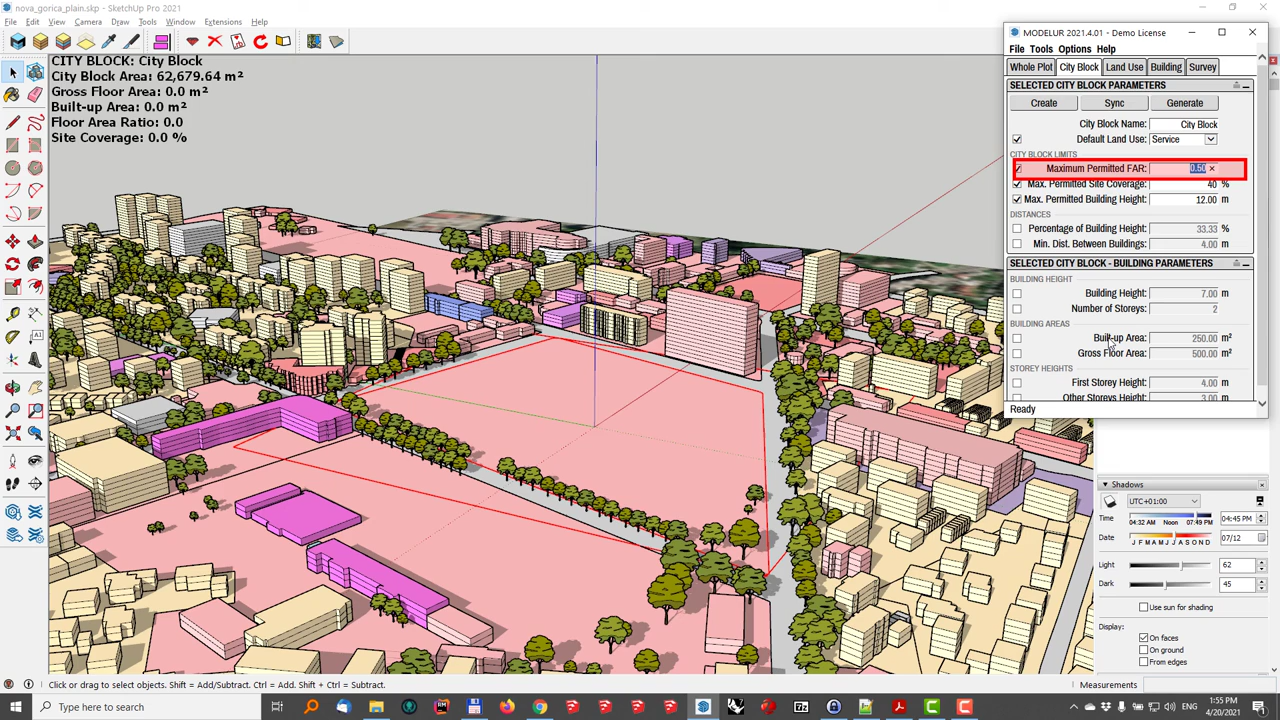 nova_gorica_plain.skp - SketchUp Pro 2021
File Edit View Camera Draw Tools Window Extensions Help
CITY BLOCK: City Block
City Block Area: 62,679.64 m²
Gross Floor Area: 0.0 m²
Built-up Area: 0.0 m²
Floor Area Ratio: 0.0
Site Coverage: 0.0 %
MODELUR 2021.4.01 - Demo License
File Tools Options Help
Whole Plot City Block Land Use Building Survey
SELECTED CITY BLOCK PARAMETERS
Create Sync Generate
City Block Name: City Block
Default Land Use: Service
CITY BLOCK LIMITS
Maximum Permitted FAR: 0.50 ×
Max. Permitted Site Coverage: 40 %
Max. Permitted Building Height: 12.00 m
DISTANCES
Percentage of Building Height: 33.33 %
Min. Dist. Between Buildings: 4.00 m
SELECTED CITY BLOCK - BUILDING PARAMETERS
BUILDING HEIGHT
Building Height: 7.00 m
Number of Storeys: 2
BUILDING AREAS
Built-up Area: 250.00 m²
Gross Floor Area: 500.00 m²
STOREY HEIGHTS
First Storey Height: 4.00 m
Other Storeys Height: 3.00 m
Ready
Shadows
UTC+01:00
Time 04:32 AM Noon 07:49 PM 04:45 PM
Date J F M A M J J A S O N D 07/12
Light 62
Dark 45
Use sun for shading
Display:
On faces
On ground
From edges
Click or drag to select objects. Shift = Add/Subtract. Ctrl = Add. Shift + Ctrl = Subtract.
Measurements
Type here to search
ENG
1:55 PM
4/20/2021